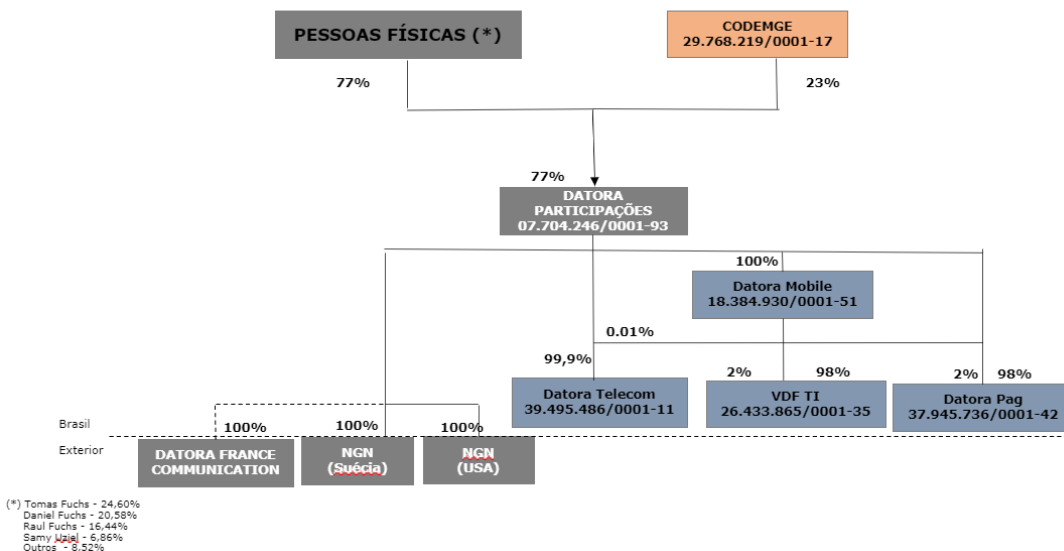 PESSOAS FÍSICAS (*)
CODEMGE
29.768.219/0001-17
77%
23%
77%
DATORA
PARTICIPAÇÕES
07.704.246/0001-93
100%
Datora Mobile
18.384.930/0001-51
0.01%
99,9%
2%
98%
2%
98%
Datora Telecom
39.495.486/0001-11
VDF TI
26.433.865/0001-35
Datora Pag
37.945.736/0001-42
Brasil
100%
100%
100%
Exterior
DATORA FRANCE
COMMUNICATION
NGN
(Suécia)
NGN
(USA)
(*) Tomas Fuchs - 24,60%
Daniel Fuchs - 20,58%
Raul Fuchs - 16,44%
Samy Uziel - 6,86%
Outros - 8.52%